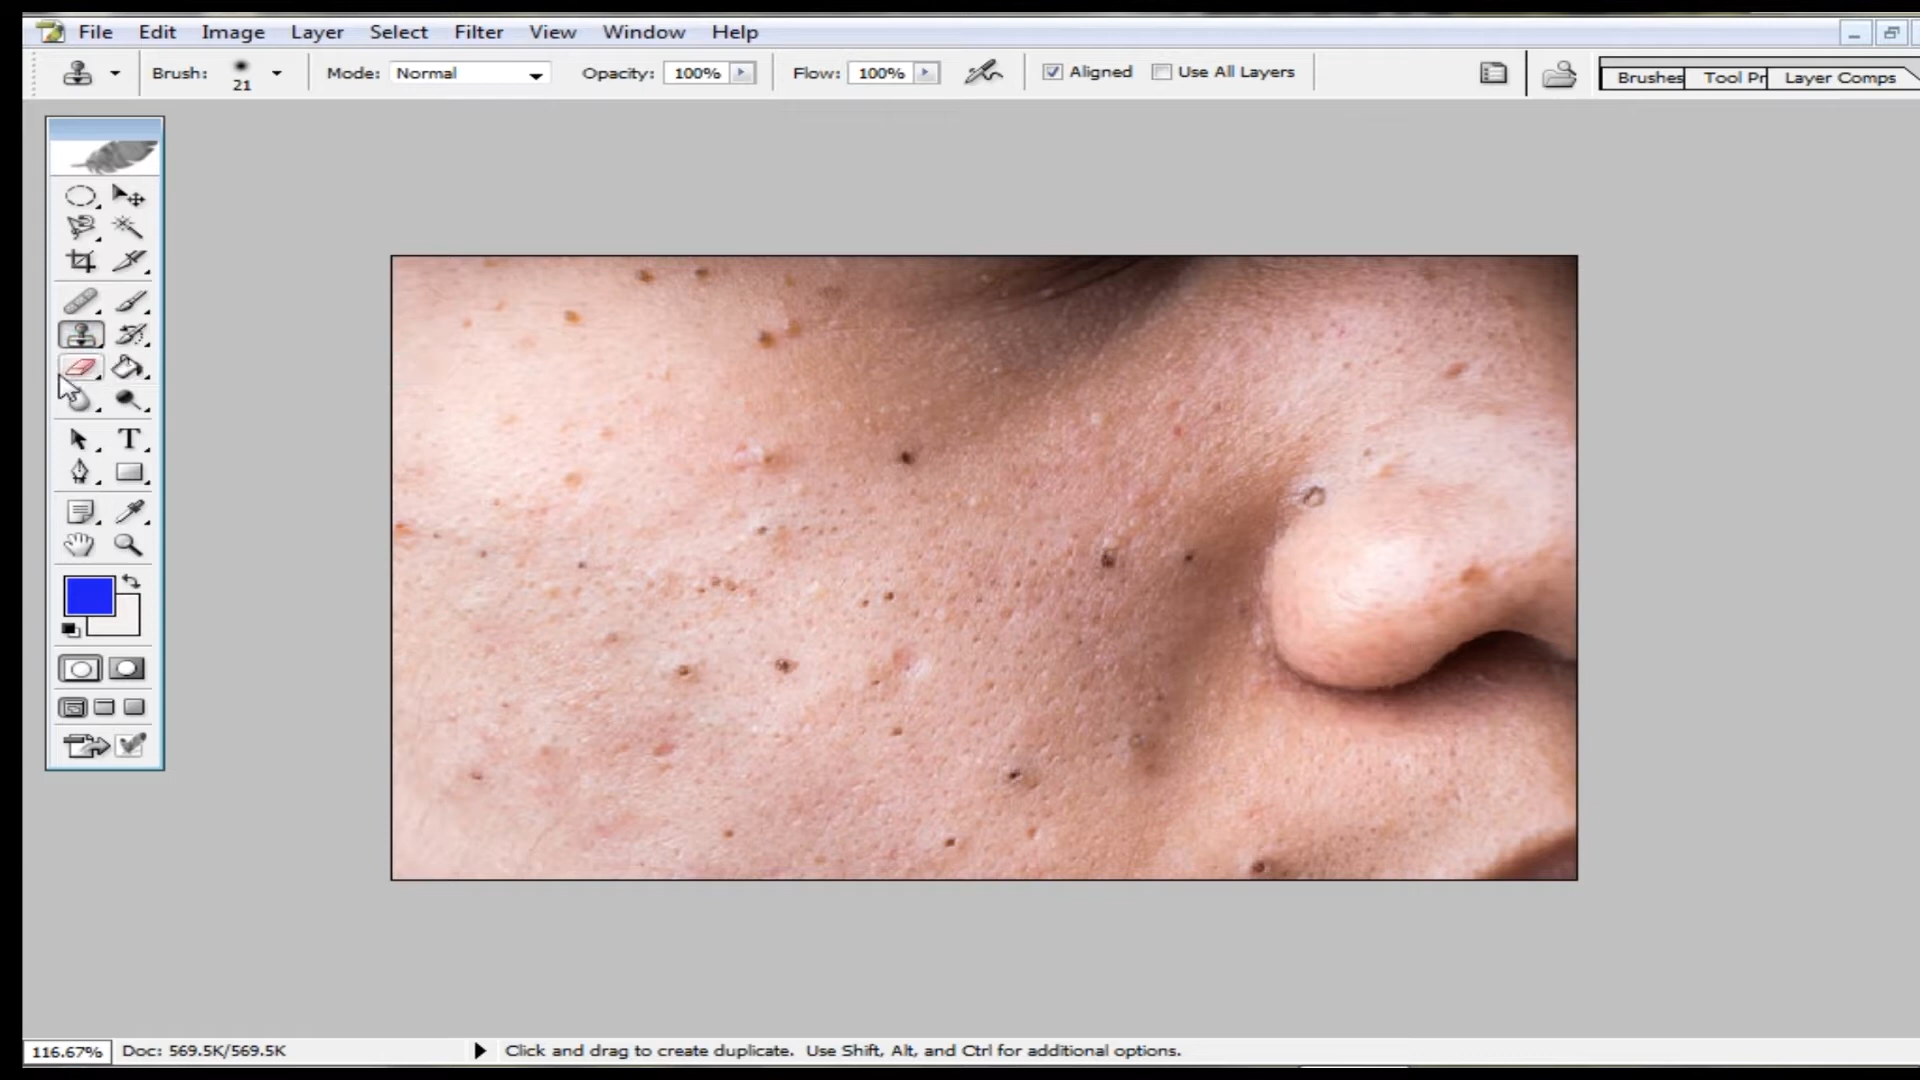 File Edit Image Layer Select Filter View Window Help
Brush: 21 Mode: Normal Opacity: 100% Flow: 100% Aligned Use All Layers Brushes Tool Pr Layer Comps
T
116.67% Doc: 569.5K/569.5K Click and drag to create duplicate. Use Shift, Alt, and Ctrl for additional options.